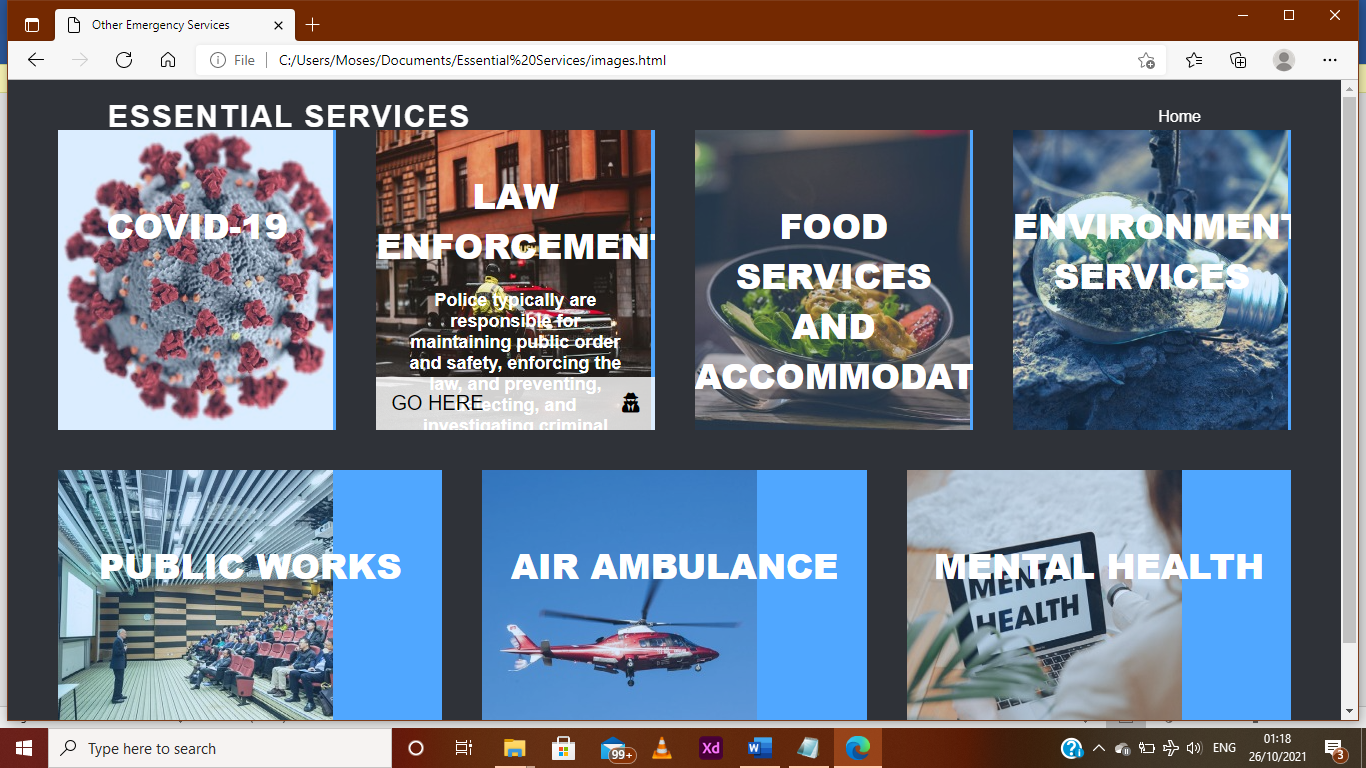 Other Emergency Services
File
C:/Users/Moses/Documents/Essential%20Services/images.html
ESSENTIAL SERVICES
Home
COVID-19
LAW
ENFORCEMENT
Police typically are
responsible for
maintaining public order
and safety, enforcing the
law, and preventing,
GO HERE
and
investigating criminal
FOOD
SERVICES
AND
ACCOMMODAT
ENVIRONMENT
SERVICES
PUBLIC WORKS
AIR AMBULANCE
MENTAL HEALTH
MENTAL
HEALTH
Type here to search
99+
Xd
ENG
01:18
26/10/2021
3